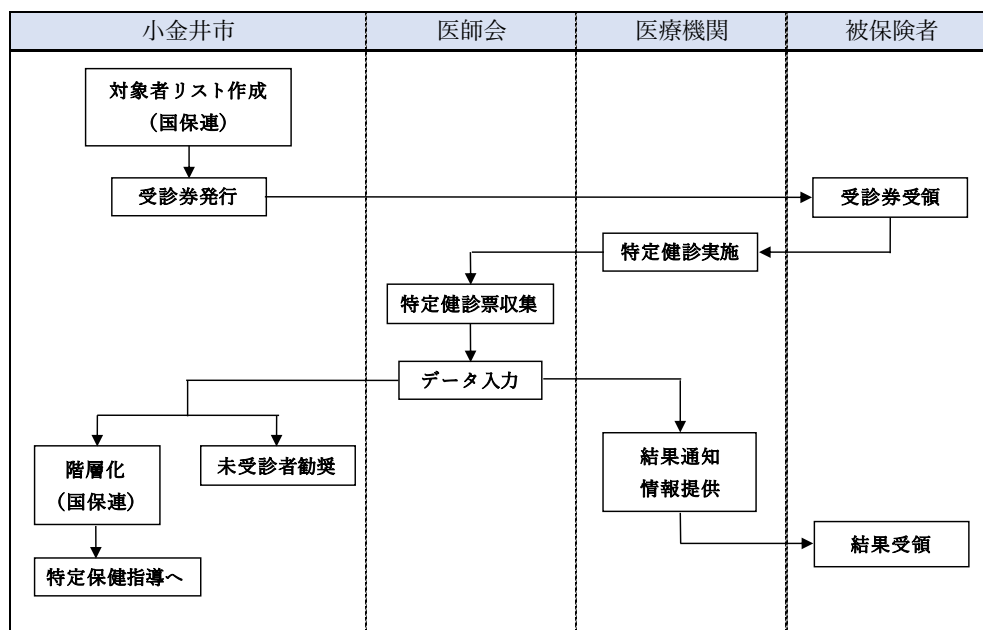 小金井市
医師会
医療機関
被保険者
対象者リスト作成
（国保連）
受診券発行
受診券受領
特定健診実施
特定健診票収集
データ入力
階層化
（国保連）
未受診者勧奨
結果通知
情報提供
結果受領
特定保健指導へ